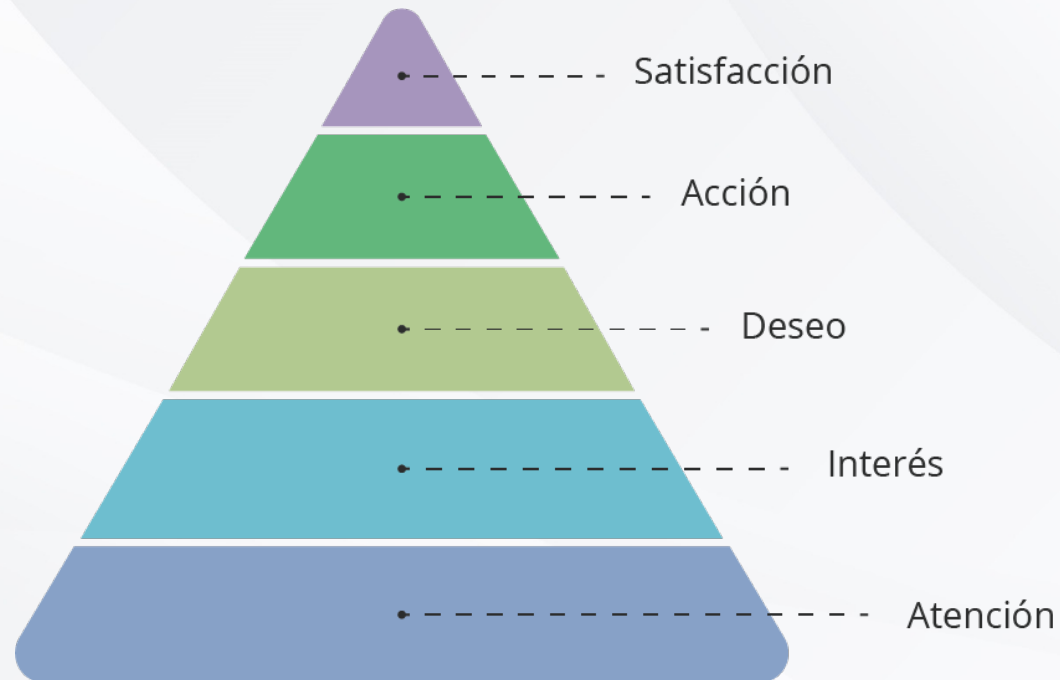 Satisfacción
Acción
Deseo
Interés
Atención